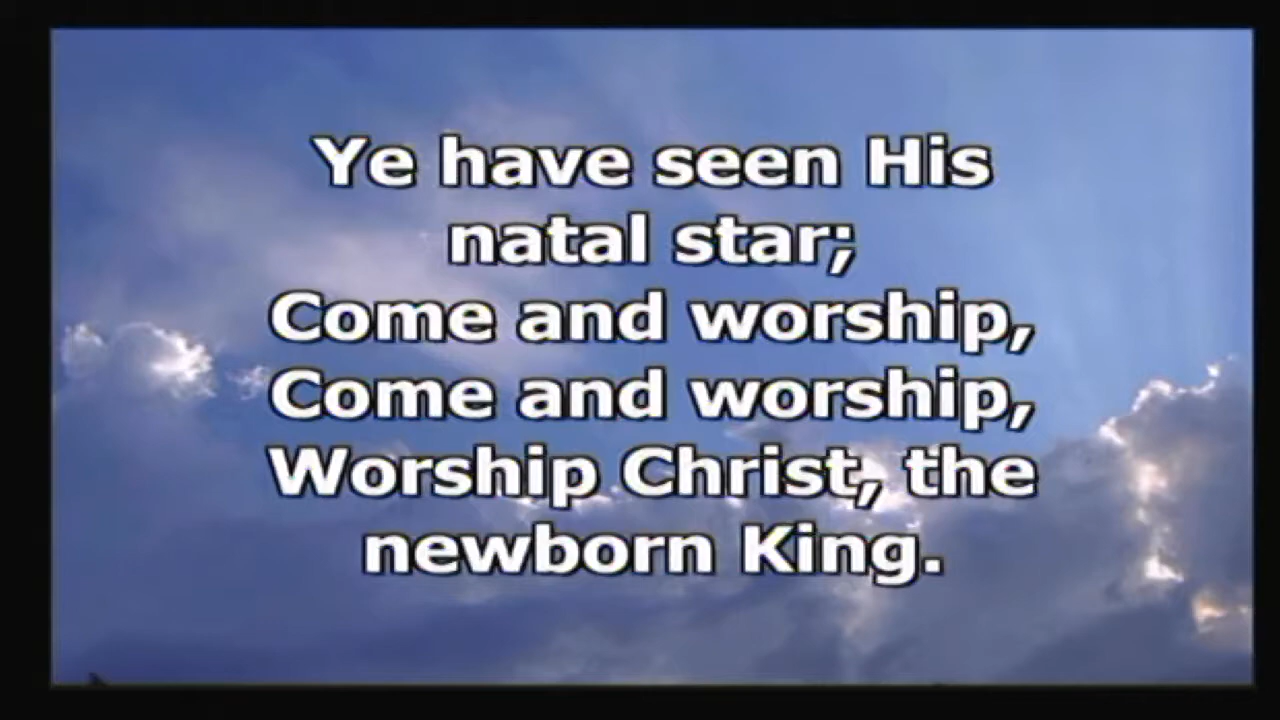 Ye have seen His
natal star;
Come and worship,
Come and worship,
Worship Christ, the
newborn King.